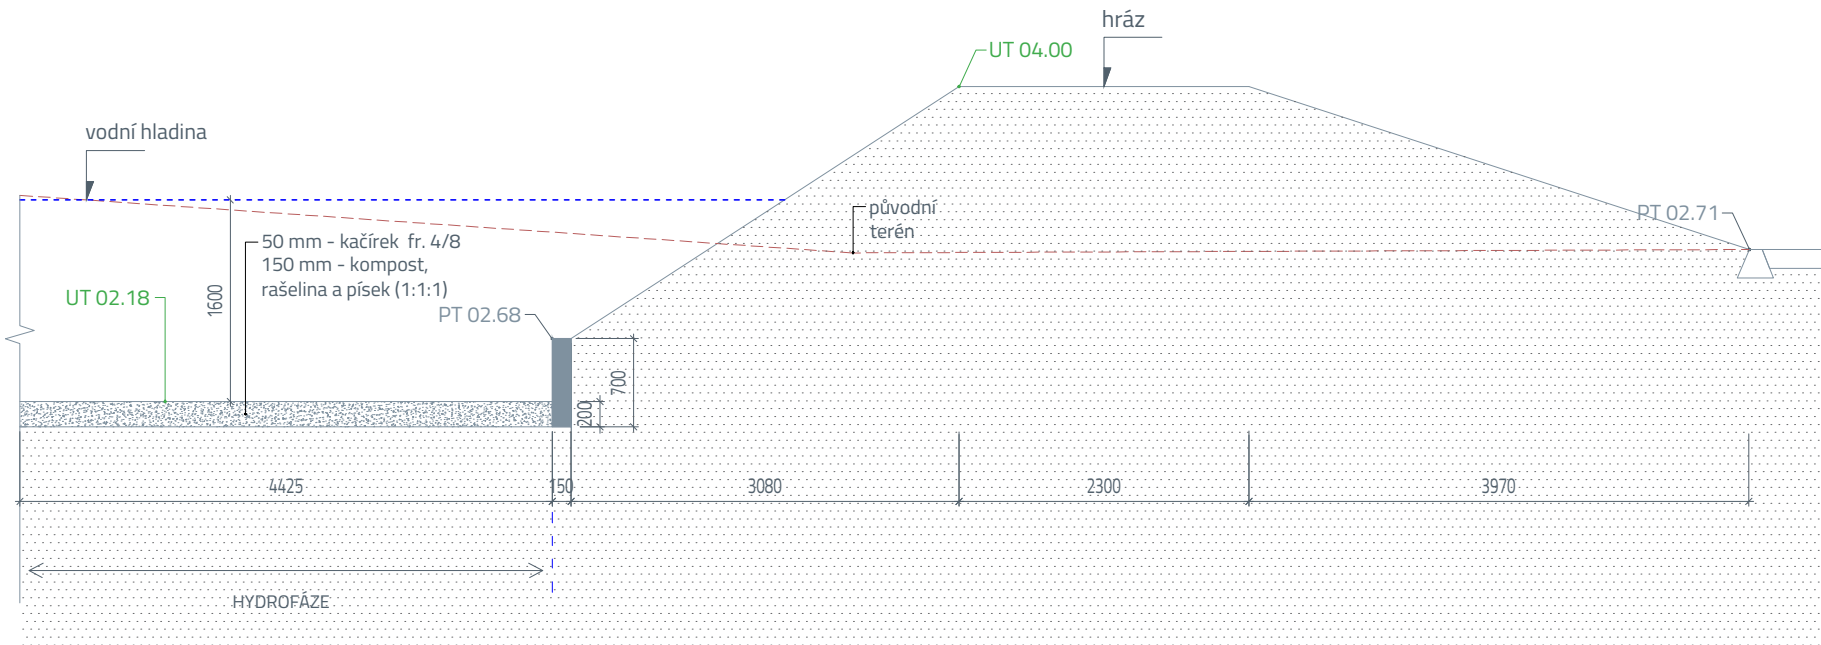 hráz
UT 04.00
vodní hladina
původní
terén
PT 02.71
50 mm - kačírek fr. 4/8
150 mm - kompost,
rašelina a písek (1:1:1)
UT 02.18
1600
PT 02.68
700
200
4425
150
3080
2300
3970
HYDROFÁZE